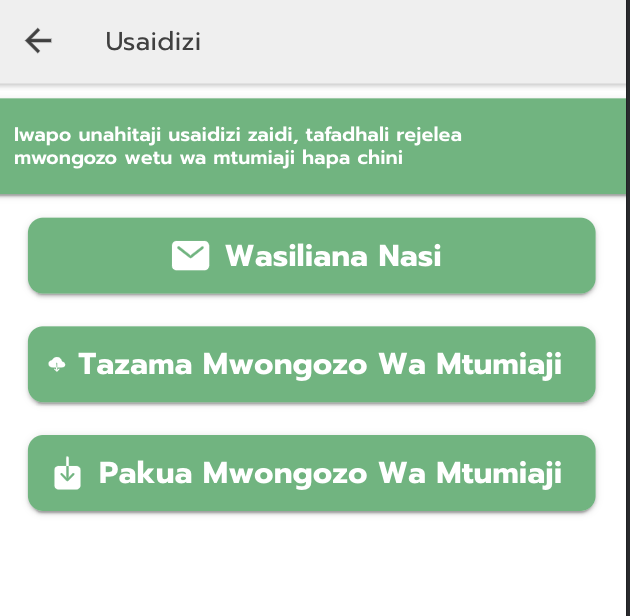 Usaidizi
Iwapo unahitaji usaidizi zaidi, tafadhali rejelea
mwongozo wetu wa mtumiaji hapa chini
Wasiliana Nasi
Tazama Mwongozo Wa Mtumiaji
Pakua Mwongozo Wa Mtumiaji